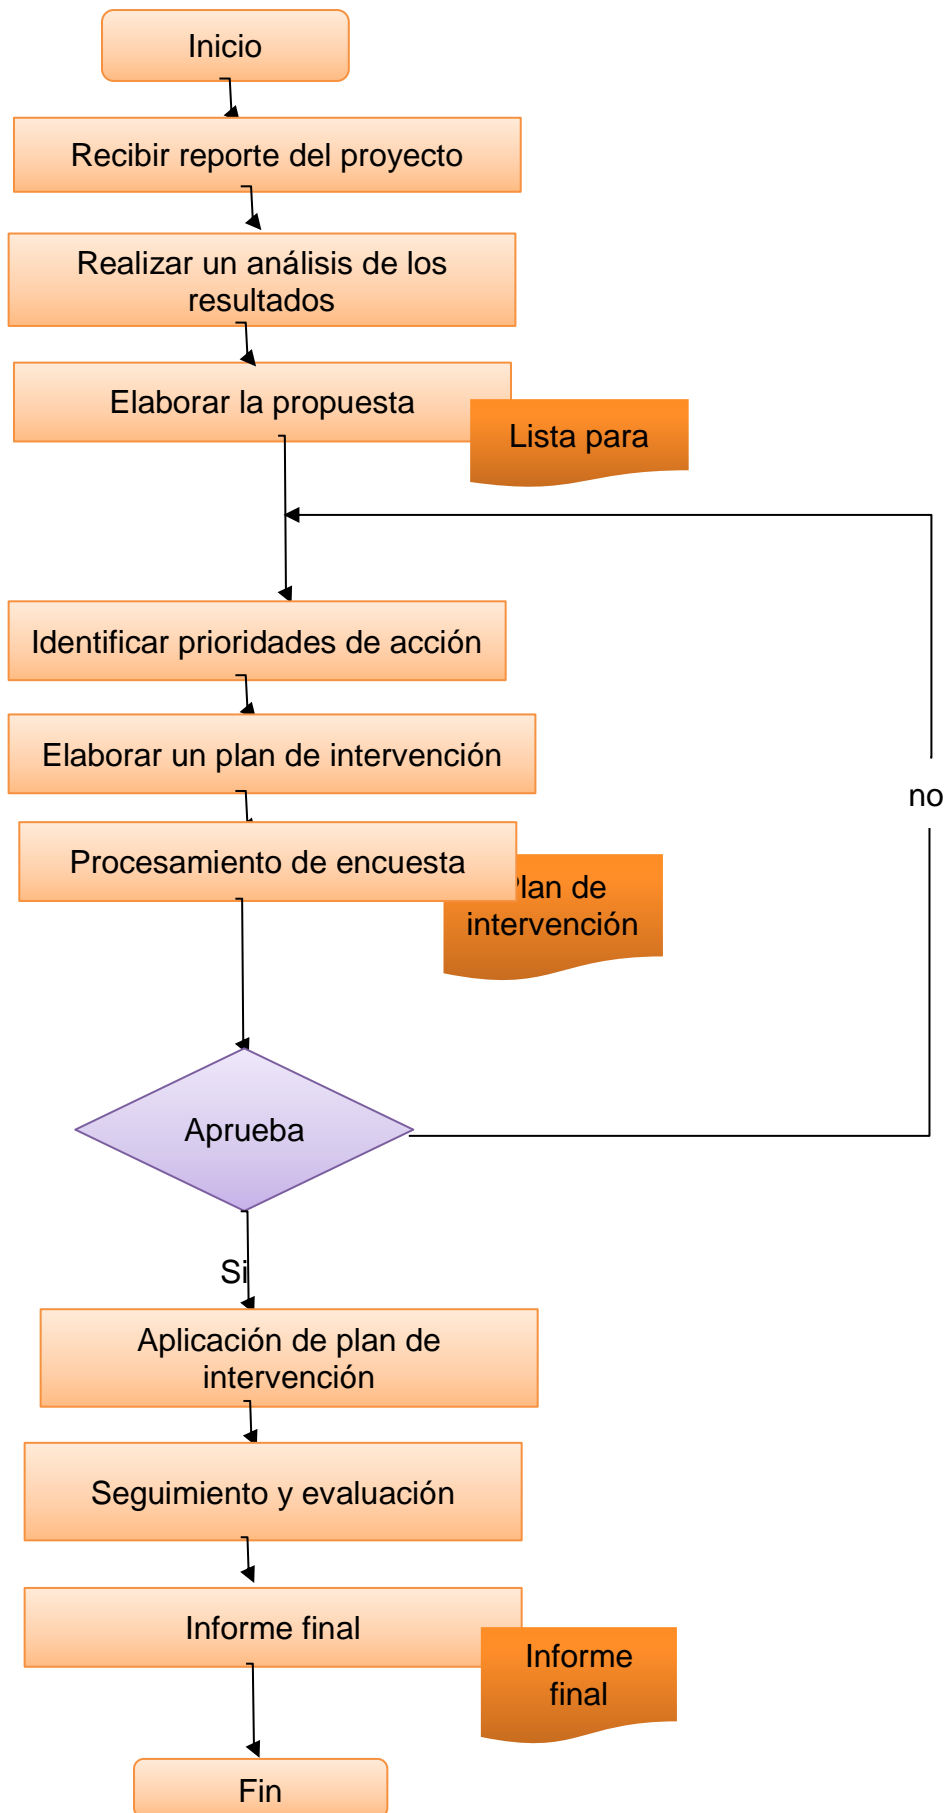 Inicio
Recibir reporte del proyecto
Realizar un análisis de los
resultados
Elaborar la propuesta
Lista para
Identificar prioridades de acción
Elaborar un plan de intervención
no
Procesamiento de encuesta
Plan de
intervención
Aprueba
Si
Aplicación de plan de
intervención
Seguimiento y evaluación
Informe final
Informe
final
Fin